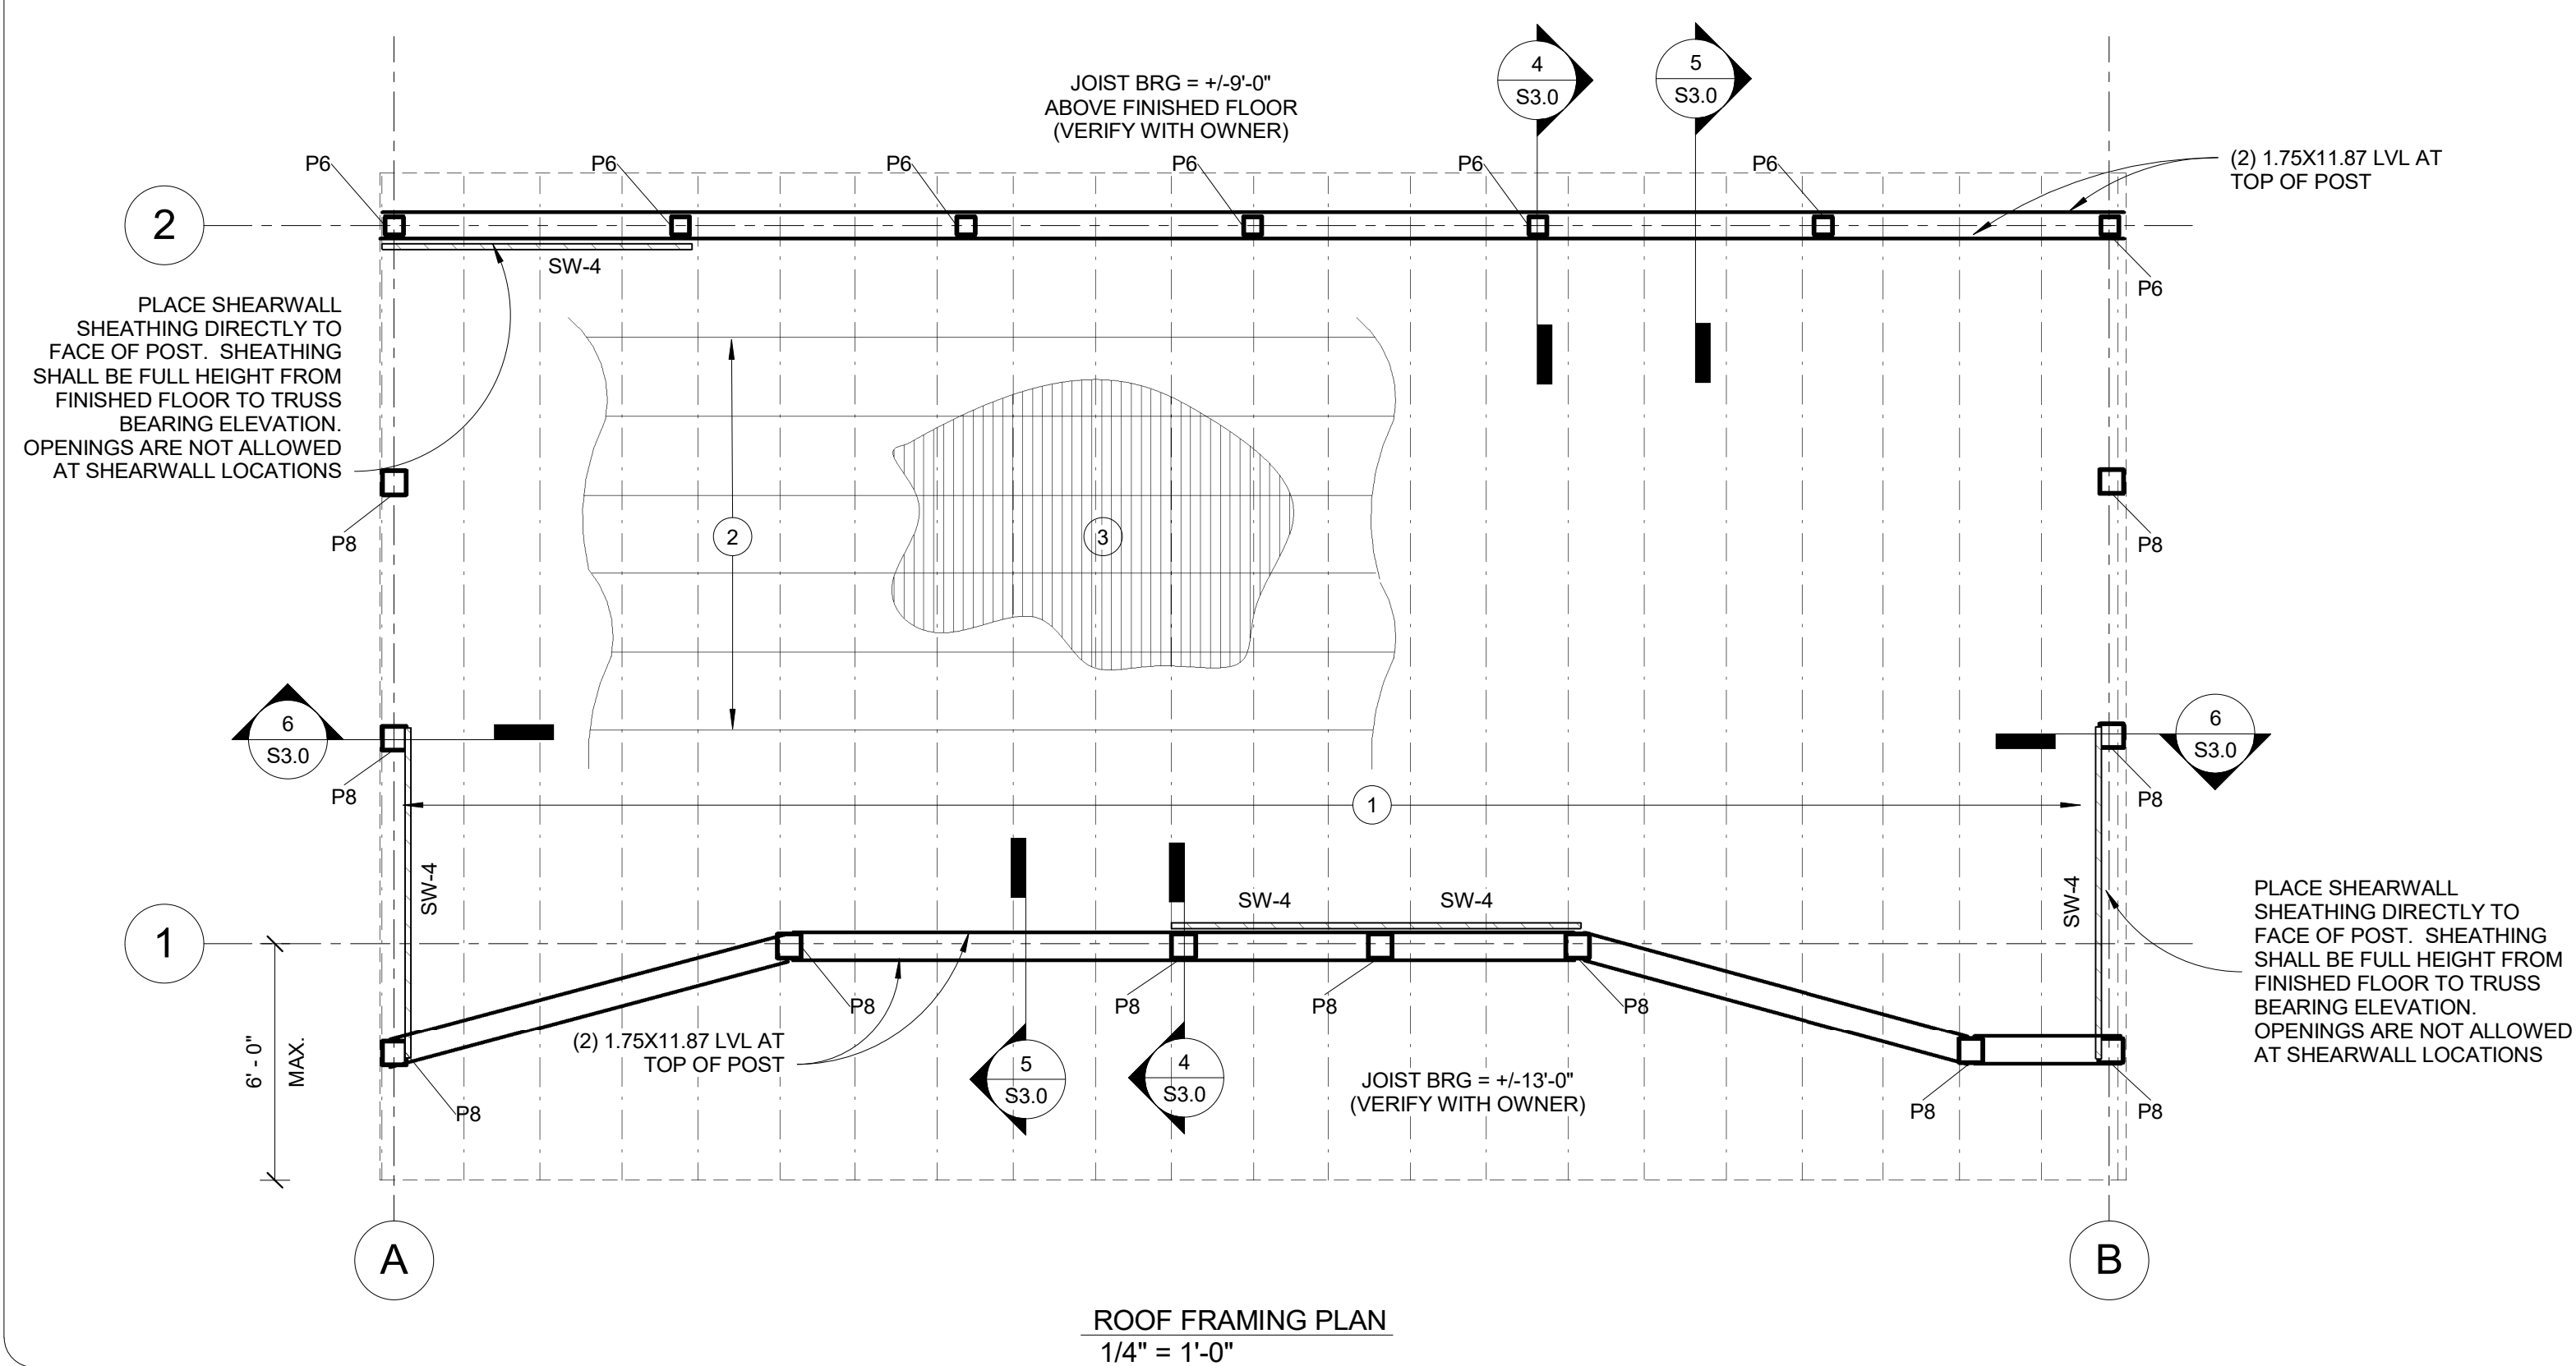 4
S3.0
5
S3.0
JOIST BRG = +/-9'-0"
ABOVE FINISHED FLOOR
(VERIFY WITH OWNER)
P6
P6
P6
P6
P6
P6
(2) 1.75X11.87 LVL AT
TOP OF POST
2
SW-4
P6
PLACE SHEARWALL
SHEATHING DIRECTLY TO
FACE OF POST. SHEATHING
SHALL BE FULL HEIGHT FROM
FINISHED FLOOR TO TRUSS
BEARING ELEVATION.
OPENINGS ARE NOT ALLOWED
AT SHEARWALL LOCATIONS
P8
2
3
P8
6
S3.0
P8
6
S3.0
P8
1
SW-4
SW-4
SW-4
SW-4
PLACE SHEARWALL
SHEATHING DIRECTLY TO
FACE OF POST. SHEATHING
SHALL BE FULL HEIGHT FROM
FINISHED FLOOR TO TRUSS
BEARING ELEVATION.
OPENINGS ARE NOT ALLOWED
AT SHEARWALL LOCATIONS
1
P8
P8
P8
P8
(2) 1.75X11.87 LVL AT
TOP OF POST
6' - 0"
MAX.
5
S3.0
4
S3.0
JOIST BRG = +/-13'-0"
(VERIFY WITH OWNER)
P8
P8
P8
A
B
ROOF FRAMING PLAN
1/4" = 1'-0"